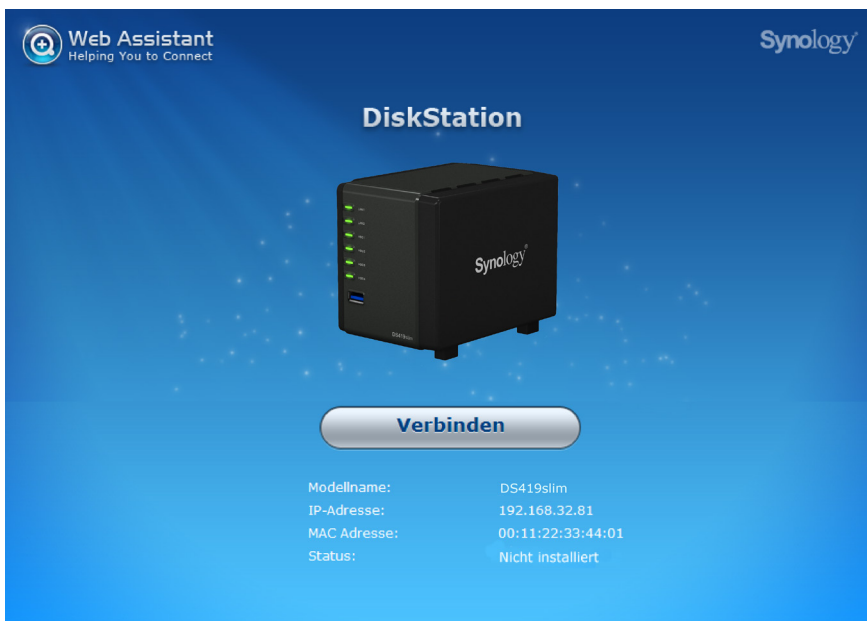 Web Assistant
Helping You to Connect
Synology
DiskStation
Synology
DS419slim
Verbinden
Modellname: DS419slim
IP-Adresse: 192.168.32.81
MAC Adresse: 00:11:22:33:44:01
Status: Nicht installiert